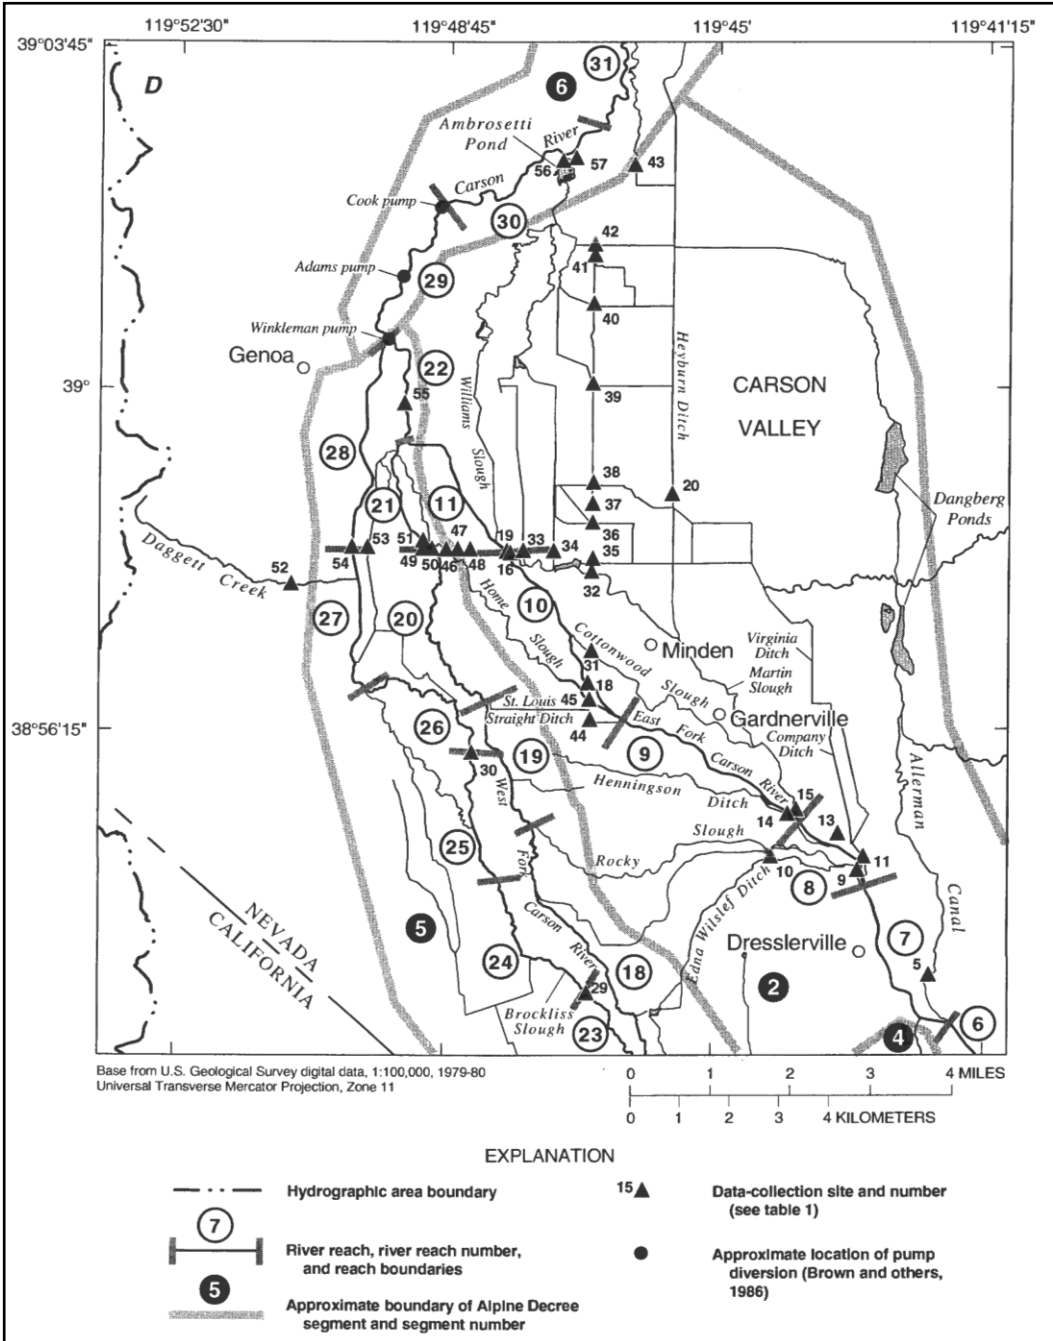 119°52'30"
119°48'45"
119°45'
119°41'15"
39°03'45"
D
31
6
Ambrosetti
Pond
River
56
57
43
Carson
Cook pump
30
42
41
Adams pump
29
40
Winkleman pump
Genoa
22
Heyburn Ditch
39°
39
CARSON
VALLEY
55
Williams
Slough
28
38
20
37
Dangberg
Ponds
21
11
36
47
51
53
19
33
34
35
54
49
50
46
48
16
32
Daggett Creek
52
Home
Slough
10
27
20
Cottonwood
Slough
31
Minden
Virginia
Ditch
Martin
Slough
18
45
St. Louis
Straight Ditch
44
38°56'15"
26
East
Fork
Carson
River
Gardnerville
Company
Ditch
9
30
19
Allerman
Canal
Hennington
Ditch
West
Fork
Carson
River
15
14
13
Slough
Rocky
25
10
11
9
8
Edna Wilslef Ditch
NEVADA
CALIFORNIA
5
Dresslerville
7
24
5
18
2
29
Brockliss
Slough
23
6
4
Base from U.S. Geological Survey digital data, 1:100,000, 1979-80
Universal Transverse Mercator Projection, Zone 11
0 1 2 3 4 MILES
0 1 2 3 4 KILOMETERS
EXPLANATION
Hydrographic area boundary
7
River reach, river reach number,
and reach boundaries
5
Approximate boundary of Alpine Decree
segment and segment number
15
Data-collection site and number
(see table 1)
Approximate location of pump
diversion (Brown and others,
1986)